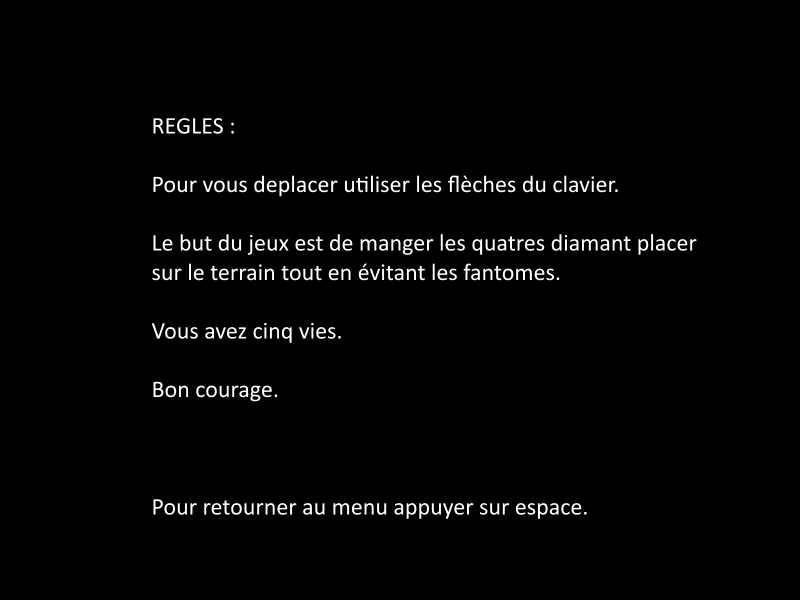 REGLES :
Pour vous deplacer utiliser les flèches du clavier.
Le but du jeux est de manger les quatres diamant placer
sur le terrain tout en évitant les fantomes.
Vous avez cinq vies.
Bon courage.
Pour retourner au menu appuyer sur espace.